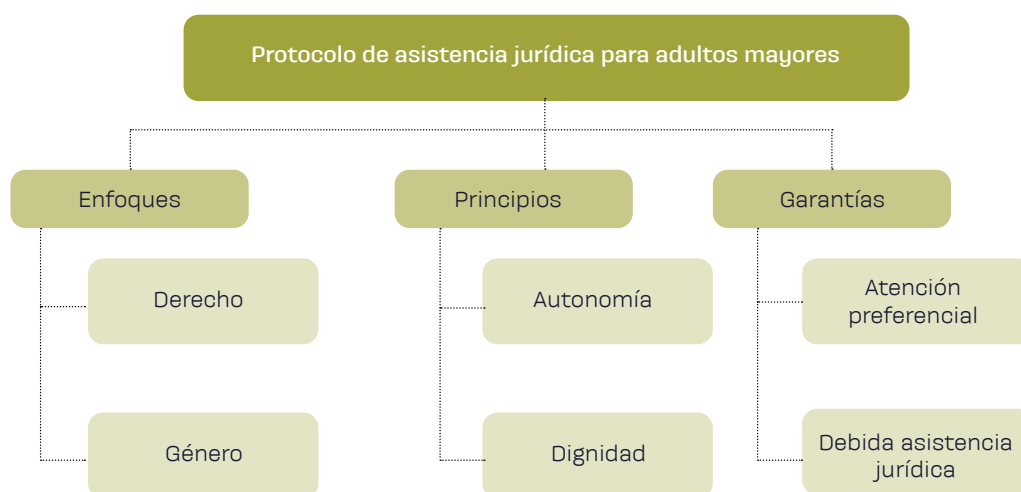 Protocolo de asistencia jurídica para adultos mayores
Enfoques
Principios
Garantías
Derecho
Autonomía
Atención
preferencial
Género
Dignidad
Debida asistencia
jurídica